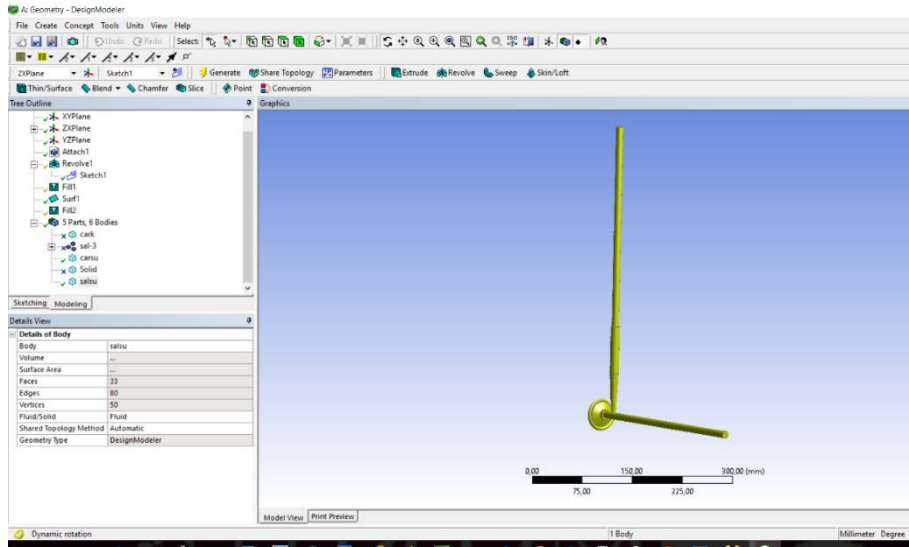 A: Geometry - DesignModeler
File Create Concept Tools Units View Help
Undo Redo Select:
ZXPlane Sketch1 Generate Share Topology Parameters Extrude Revolve Sweep Skin/Loft
Thin/Surface Blend Chamfer Slice Point Conversion
Tree Outline
XYPlane
ZXPlane
YZPlane
Attach1
Revolve1
Sketch1
Fill1
Surf1
Fill2
5 Parts, 6 Bodies
cark
sal-3
carsu
Solid
salsu
Sketching Modeling
Details View
Details of Body
Body salsu
Volume ...
Surface Area ...
Faces 33
Edges 80
Vertices 50
Fluid/Solid Fluid
Shared Topology Method Automatic
Geometry Type DesignModeler
Graphics
0,00 150,00 300,00 (mm)
75,00 225,00
Model View Print Preview
Dynamic rotation 1 Body Millimeter Degree